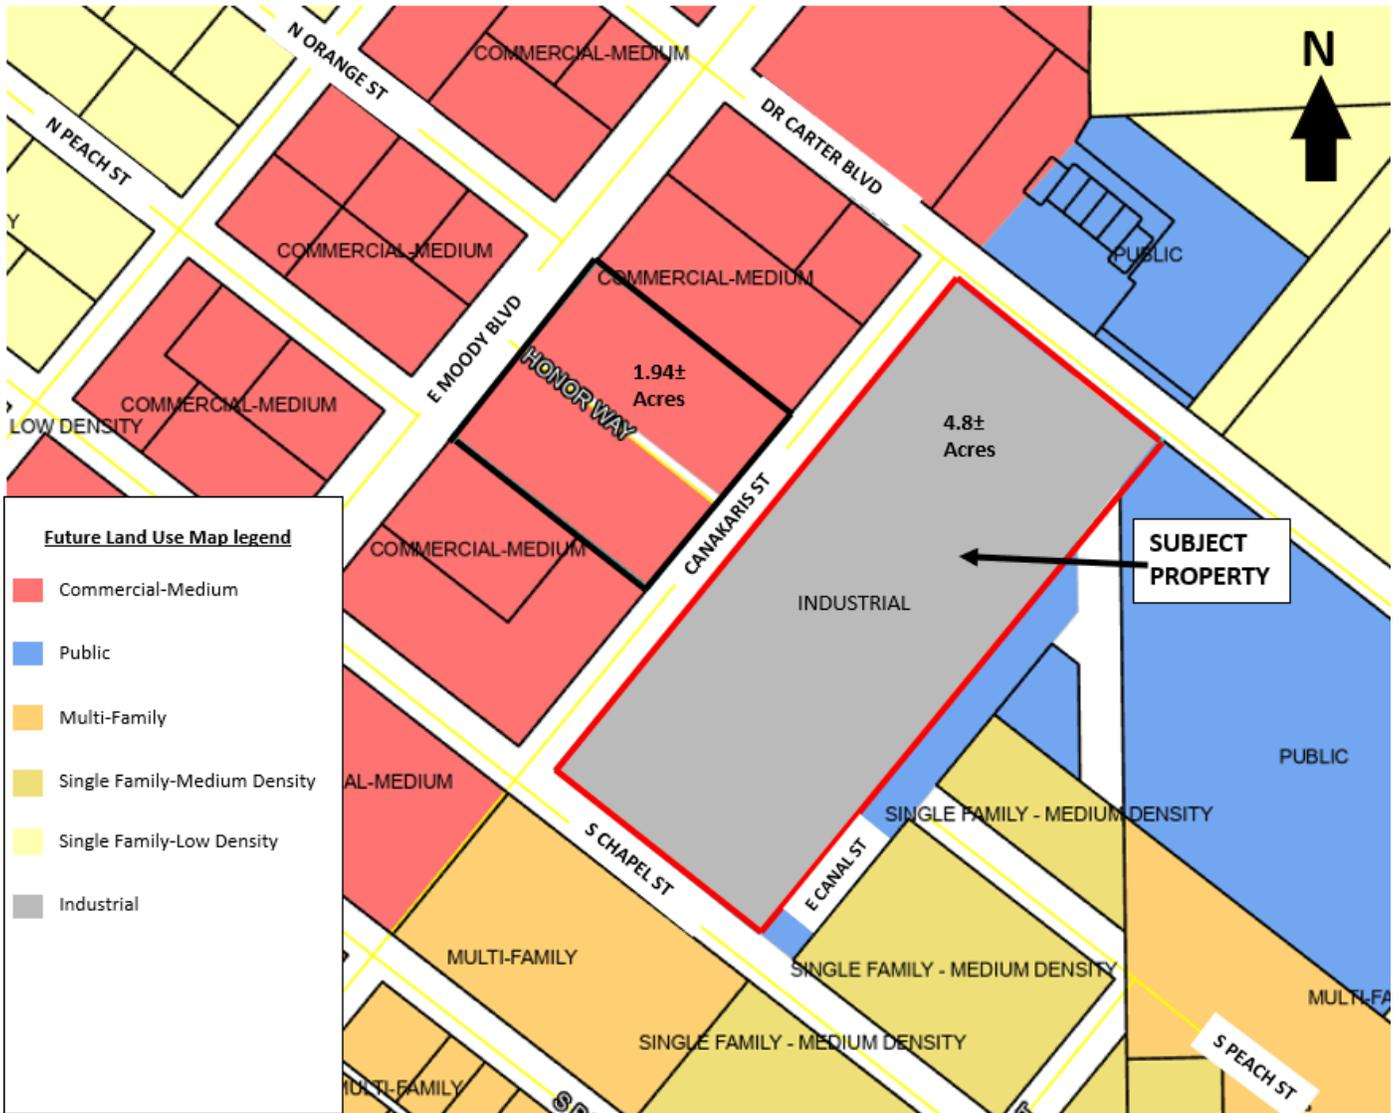 N
N ORANGE ST
COMMERCIAL-MEDIUM
DR CARTER BLVD
N PEACH ST
Y
COMMERCIAL-MEDIUM
COMMERCIAL-MEDIUM
PUBLIC
E MOODY BLVD
HONOR WAY
1.94±
Acres
COMMERCIAL-MEDIUM
LOW DENSITY
4.8±
Acres
CANAKARIS ST
COMMERCIAL-MEDIUM
SUBJECT
PROPERTY
INDUSTRIAL
Future Land Use Map legend
Commercial-Medium
Public
Multi-Family
Single Family-Medium Density
Single Family-Low Density
Industrial
AL-MEDIUM
PUBLIC
SINGLE FAMILY - MEDIUM DENSITY
S CHAPEL ST
E CANAL ST
MULTI-FAMILY
SINGLE FAMILY - MEDIUM DENSITY
MULTI-FA
SINGLE FAMILY - MEDIUM DENSITY
S PEACH ST
MULTI-FAMILY